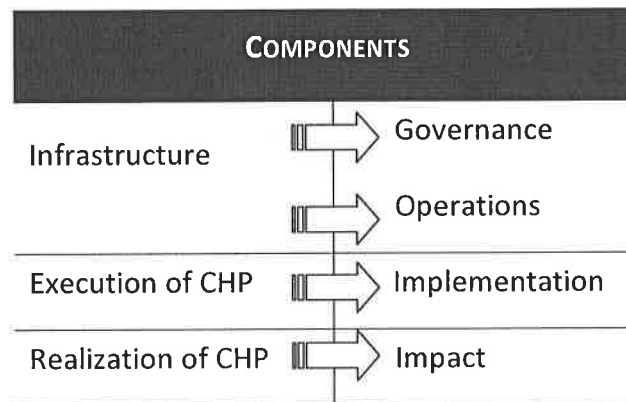 COMPONENTS
Infrastructure
Governance
Operations
Execution of CHP
Implementation
Realization of CHP
Impact